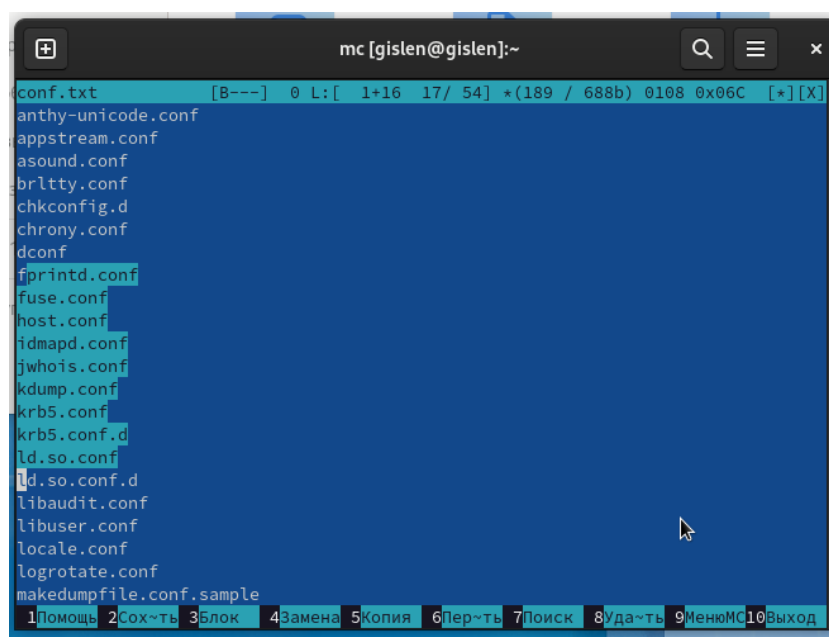 mc [gislen@gislen]:~
conf.txt [B---] 0 L:[ 1+16 17/ 54] *(189 / 688b) 0108 0x06C [*][X]
anthy-unicode.conf
appstream.conf
asound.conf
brltty.conf
chkconfig.d
chrony.conf
dconf
fprintd.conf
fuse.conf
host.conf
idmapd.conf
jwhois.conf
kdump.conf
krb5.conf
krb5.conf.d
ld.so.conf
ld.so.conf.d
libaudit.conf
libuser.conf
locale.conf
logrotate.conf
makedumpfile.conf.sample
1Помощь 2Сох~ть 3Блок 4Замена 5Копия 6Пер~ть 7Поиск 8Уда~ть 9МенюМС10Выход